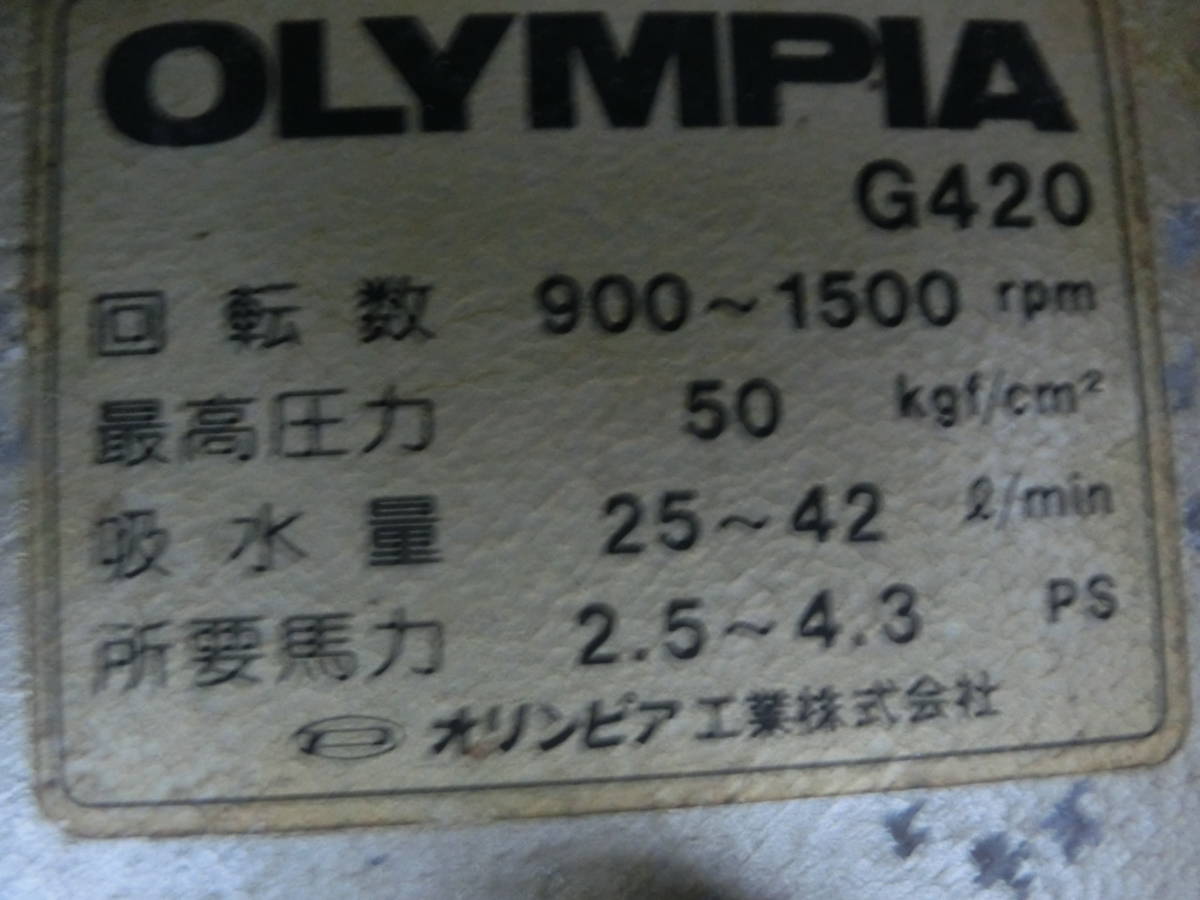 OLYMPIA
G420
回転数 900~1500 rpm
最高圧力 50 kgf/cm²
吸水量 25~42 ℓ/min
所要馬力 2.5~4.3 PS
オリンピア工業株式会社